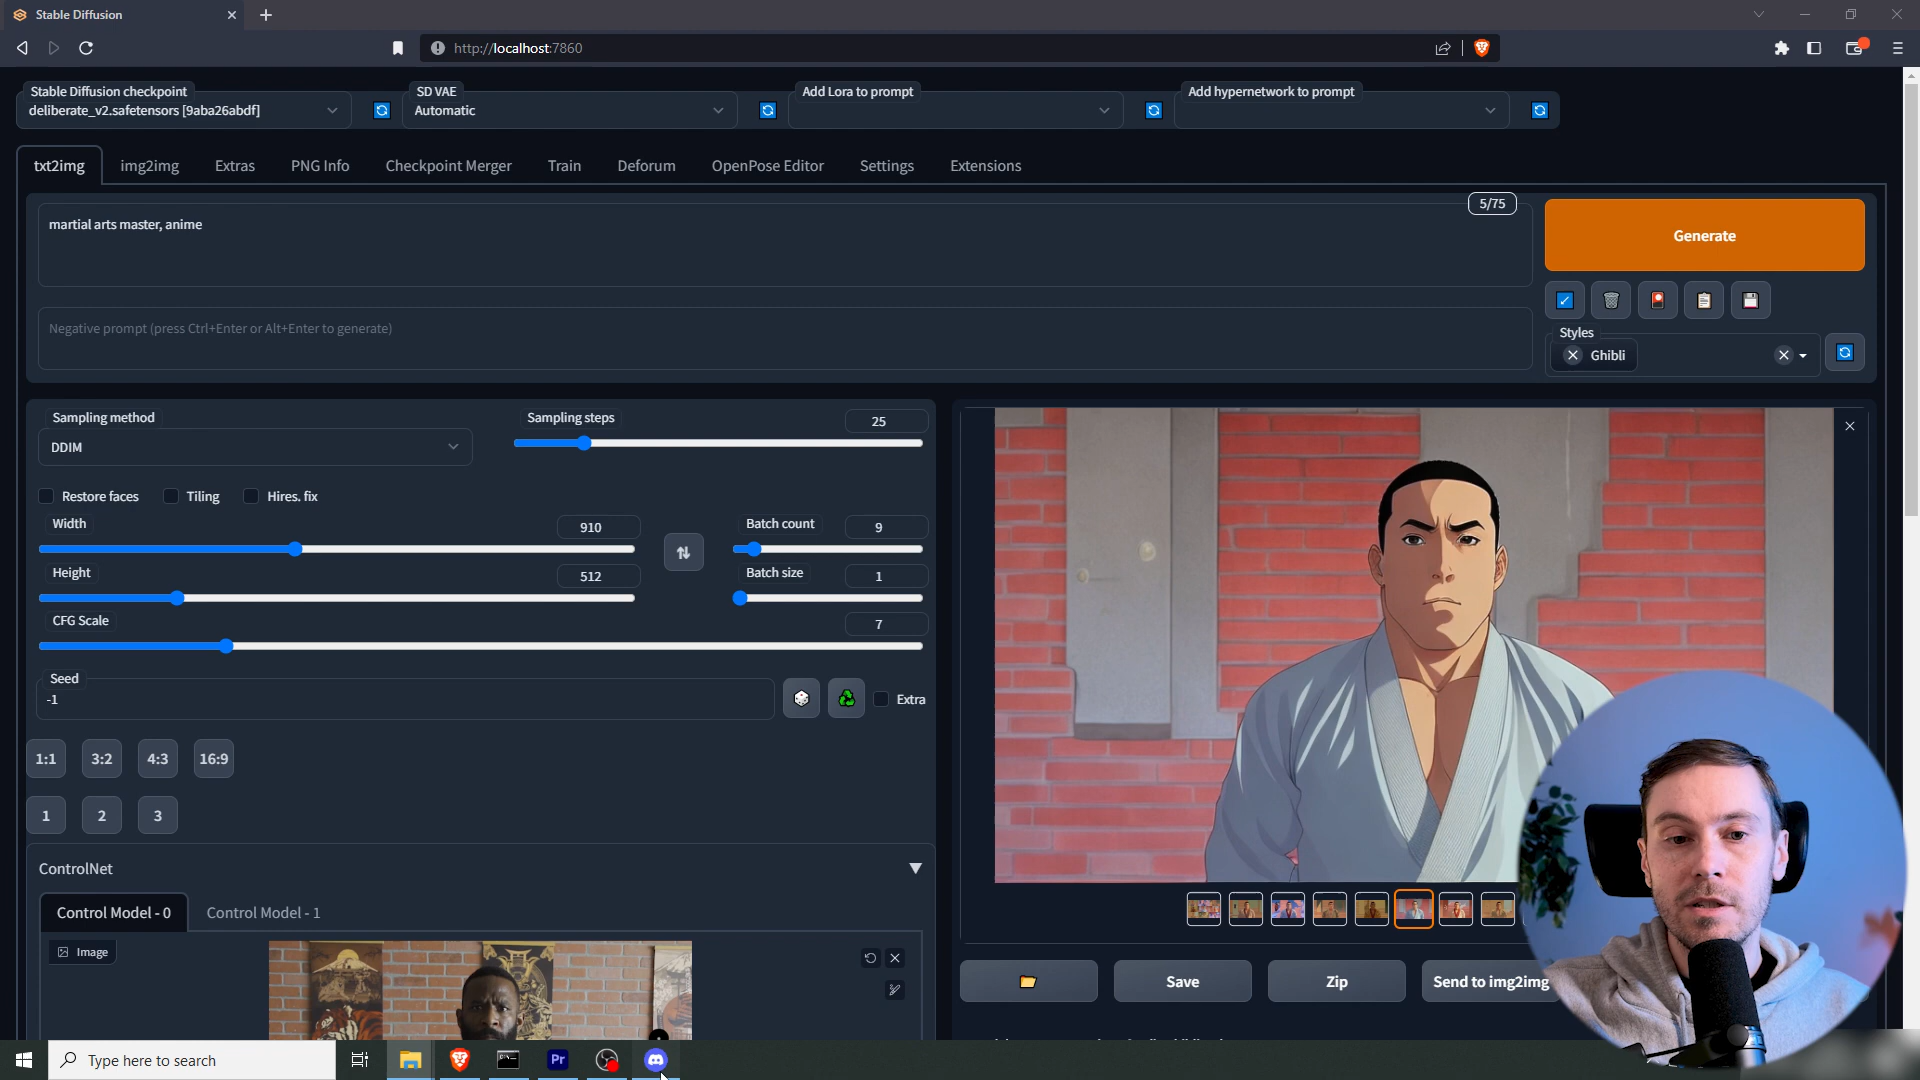 Stable Diffusion
http://localhost:7860
Stable Diffusion checkpoint
deliberate_v2.safetensors [9aba26abdf]
SD VAE
Automatic
Add Lora to prompt
Add hypernetwork to prompt
txt2img
img2img
Extras
PNG Info
Checkpoint Merger
Train
Deforum
OpenPose Editor
Settings
Extensions
5/75
martial arts master, anime
Generate
Negative prompt (press Ctrl+Enter or Alt+Enter to generate)
Styles
Ghibli
Sampling method
DDIM
Sampling steps
25
Restore faces
Tiling
Hires. fix
Width
910
Batch count
9
Height
512
Batch size
1
CFG Scale
7
Seed
-1
Extra
1:1
3:2
4:3
16:9
1
2
3
ControlNet
Control Model - 0
Control Model - 1
Image
Save
Zip
Send to img2img
Type here to search
Pr